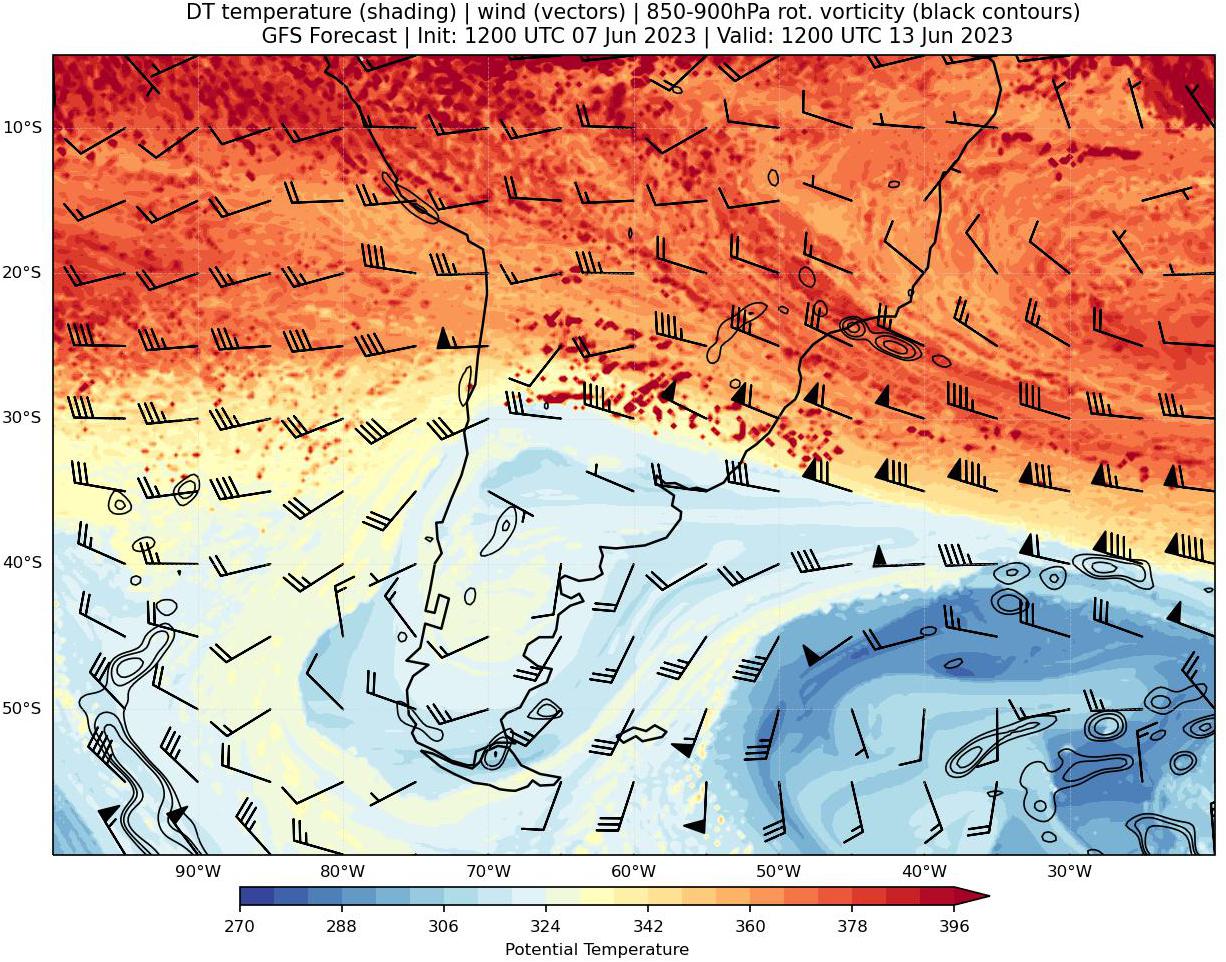 DT temperature (shading) | wind (vectors) | 850-900hPa rot. vorticity (black contours)
GFS Forecast | Init: 1200 UTC 07 Jun 2023 | Valid: 1200 UTC 13 Jun 2023
10°S
20°S
30°S
40°S
50°S
90°W 80°W 70°W 60°W 50°W 40°W 30°W
270 288 306 324 342 360 378 396
Potential Temperature